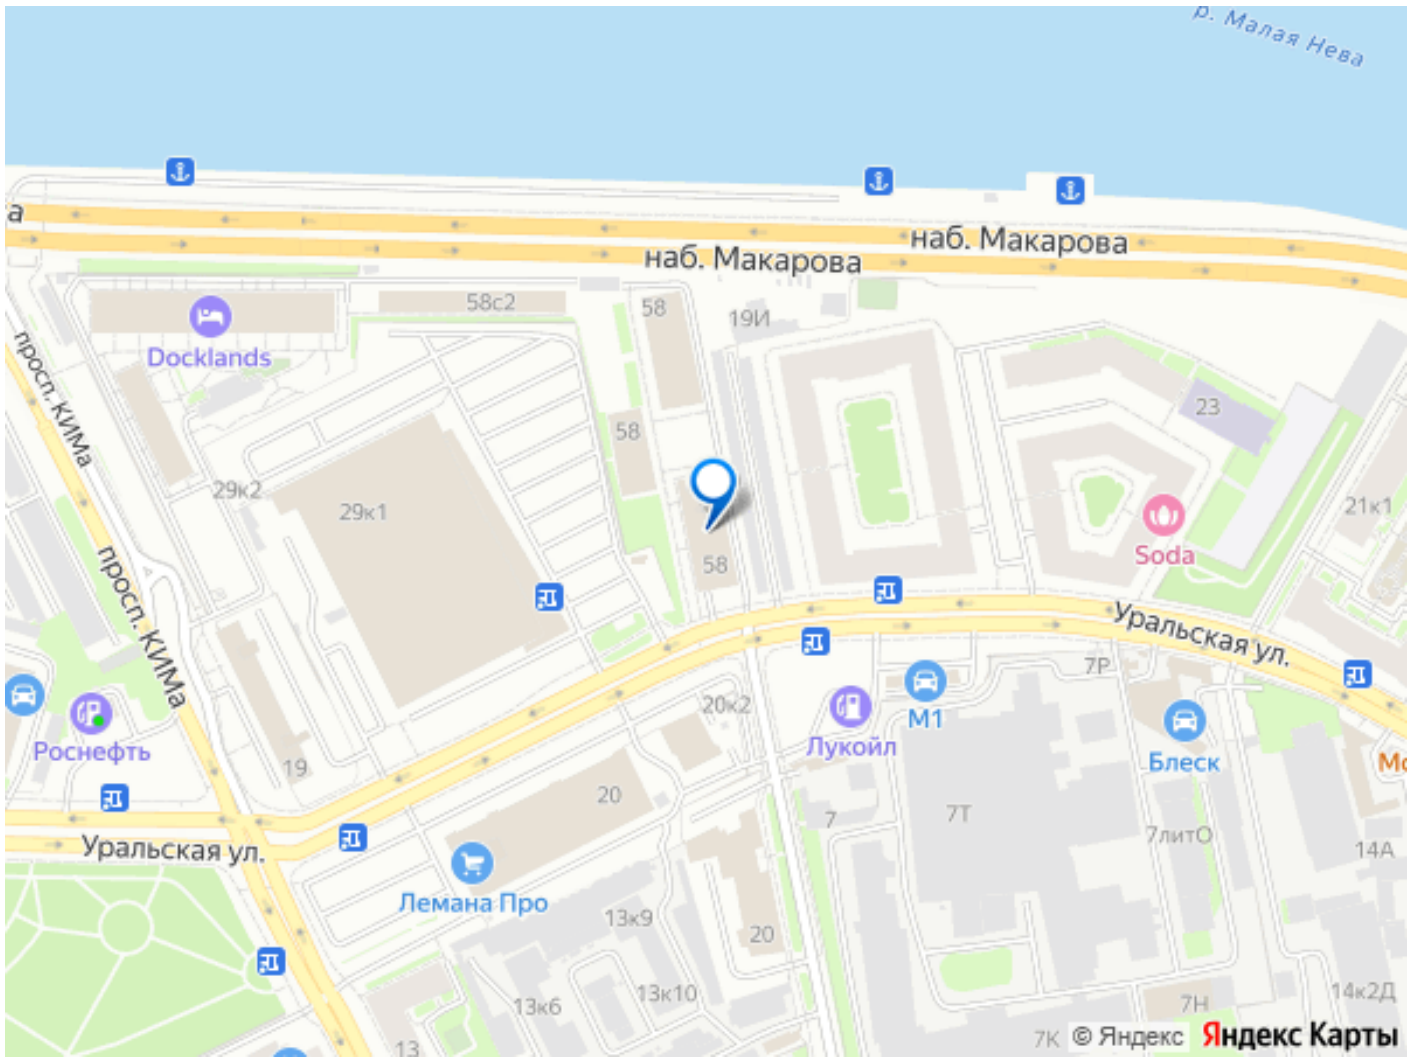 р. Малая Нева
наб. Макарова
наб. Макарова
58с2
58
19И
Docklands
просп. КИМа
23
58
29к2
29к1
21к1
Soda
58
просп. КИМа
Уральская ул.
7Р
20к2
М1
Роснефть
Лукойл
Блеск
19
20
7
7Т
7литО
Уральская ул.
14А
Лемана Про
13к9
20
13к6
13к10
7Н
14к2Д
13
7К
© Яндекс
Яндекс Карты